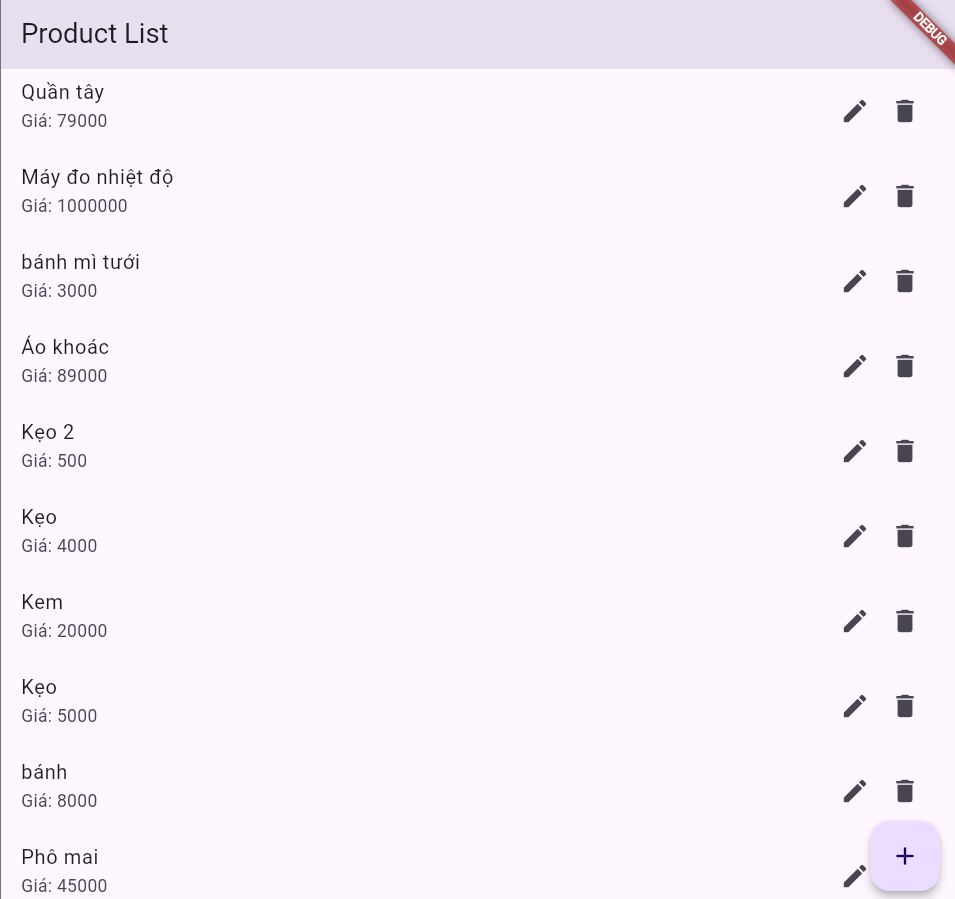 Product List
DEBUG
Quần tây
Giá: 79000
Máy đo nhiệt độ
Giá: 1000000
bánh mì tưới
Giá: 3000
Áo khoác
Giá: 89000
Kẹo 2
Giá: 500
Kẹo
Giá: 4000
Kem
Giá: 20000
Kẹo
Giá: 5000
bánh
Giá: 8000
Phô mai
Giá: 45000